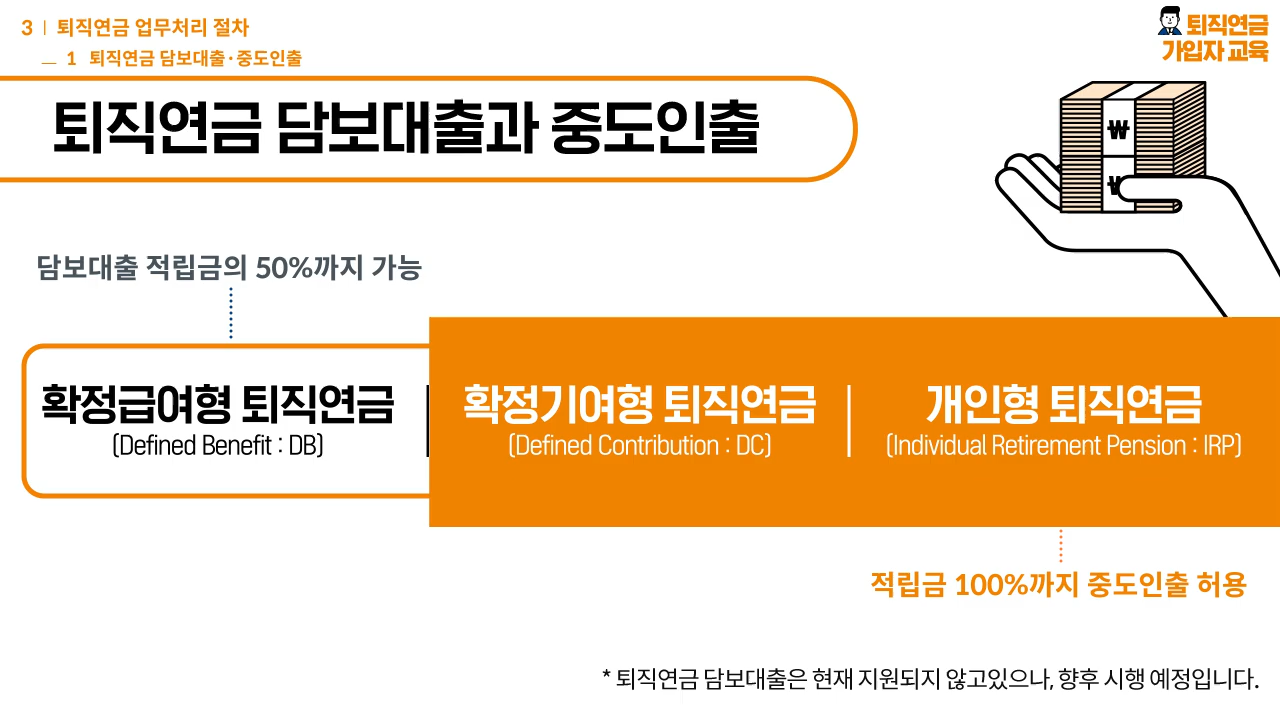 3 | 퇴직연금 업무처리 절차
1 퇴직연금 담보대출·중도인출
퇴직연금
가입자 교육
퇴직연금 담보대출과 중도인출
₩
₩
담보대출 적립금의 50%까지 가능
확정급여형 퇴직연금
(Defined Benefit : DB)
확정기여형 퇴직연금
(Defined Contribution : DC)
개인형 퇴직연금
(Individual Retirement Pension : IRP)
적립금 100%까지 중도인출 허용
* 퇴직연금 담보대출은 현재 지원되지 않고있으나, 향후 시행 예정입니다.